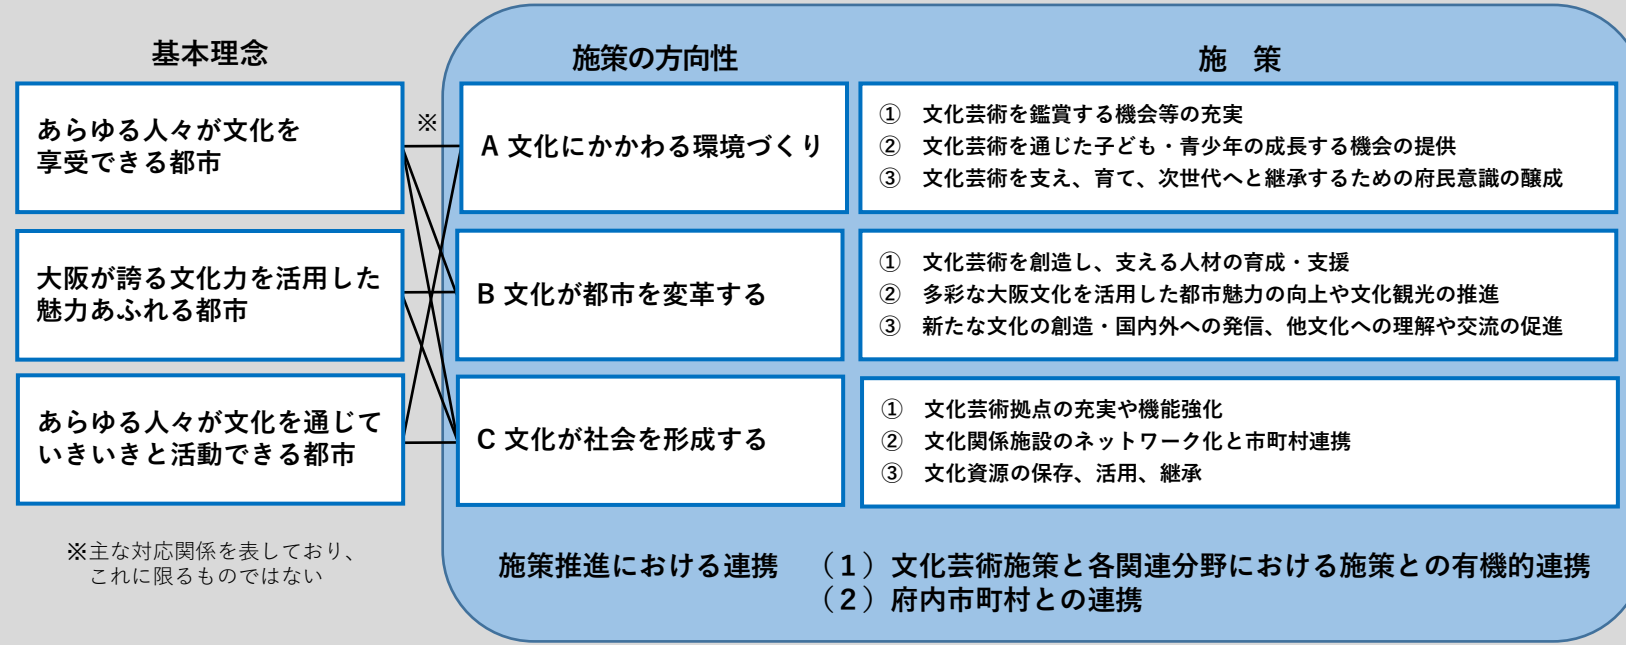 基本理念
施策の方向性
施　策
あらゆる人々が文化を
享受できる都市
※
A 文化にかかわる環境づくり
①　文化芸術を鑑賞する機会等の充実
②　文化芸術を通じた子ども・青少年の成長する機会の提供
③　文化芸術を支え、育て、次世代へと継承するための府民意識の醸成
大阪が誇る文化力を活用した
魅力あふれる都市
B 文化が都市を変革する
①　文化芸術を創造し、支える人材の育成・支援
②　多彩な大阪文化を活用した都市魅力の向上や文化観光の推進
③　新たな文化の創造・国内外への発信、他文化への理解や交流の促進
あらゆる人々が文化を通じて
いきいきと活動できる都市
C 文化が社会を形成する
①　文化芸術拠点の充実や機能強化
②　文化関係施設のネットワーク化と市町村連携
③　文化資源の保存、活用、継承
※主な対応関係を表しており、
これに限るものではない
施策推進における連携　（１）文化芸術施策と各関連分野における施策との有機的連携
（２）府内市町村との連携